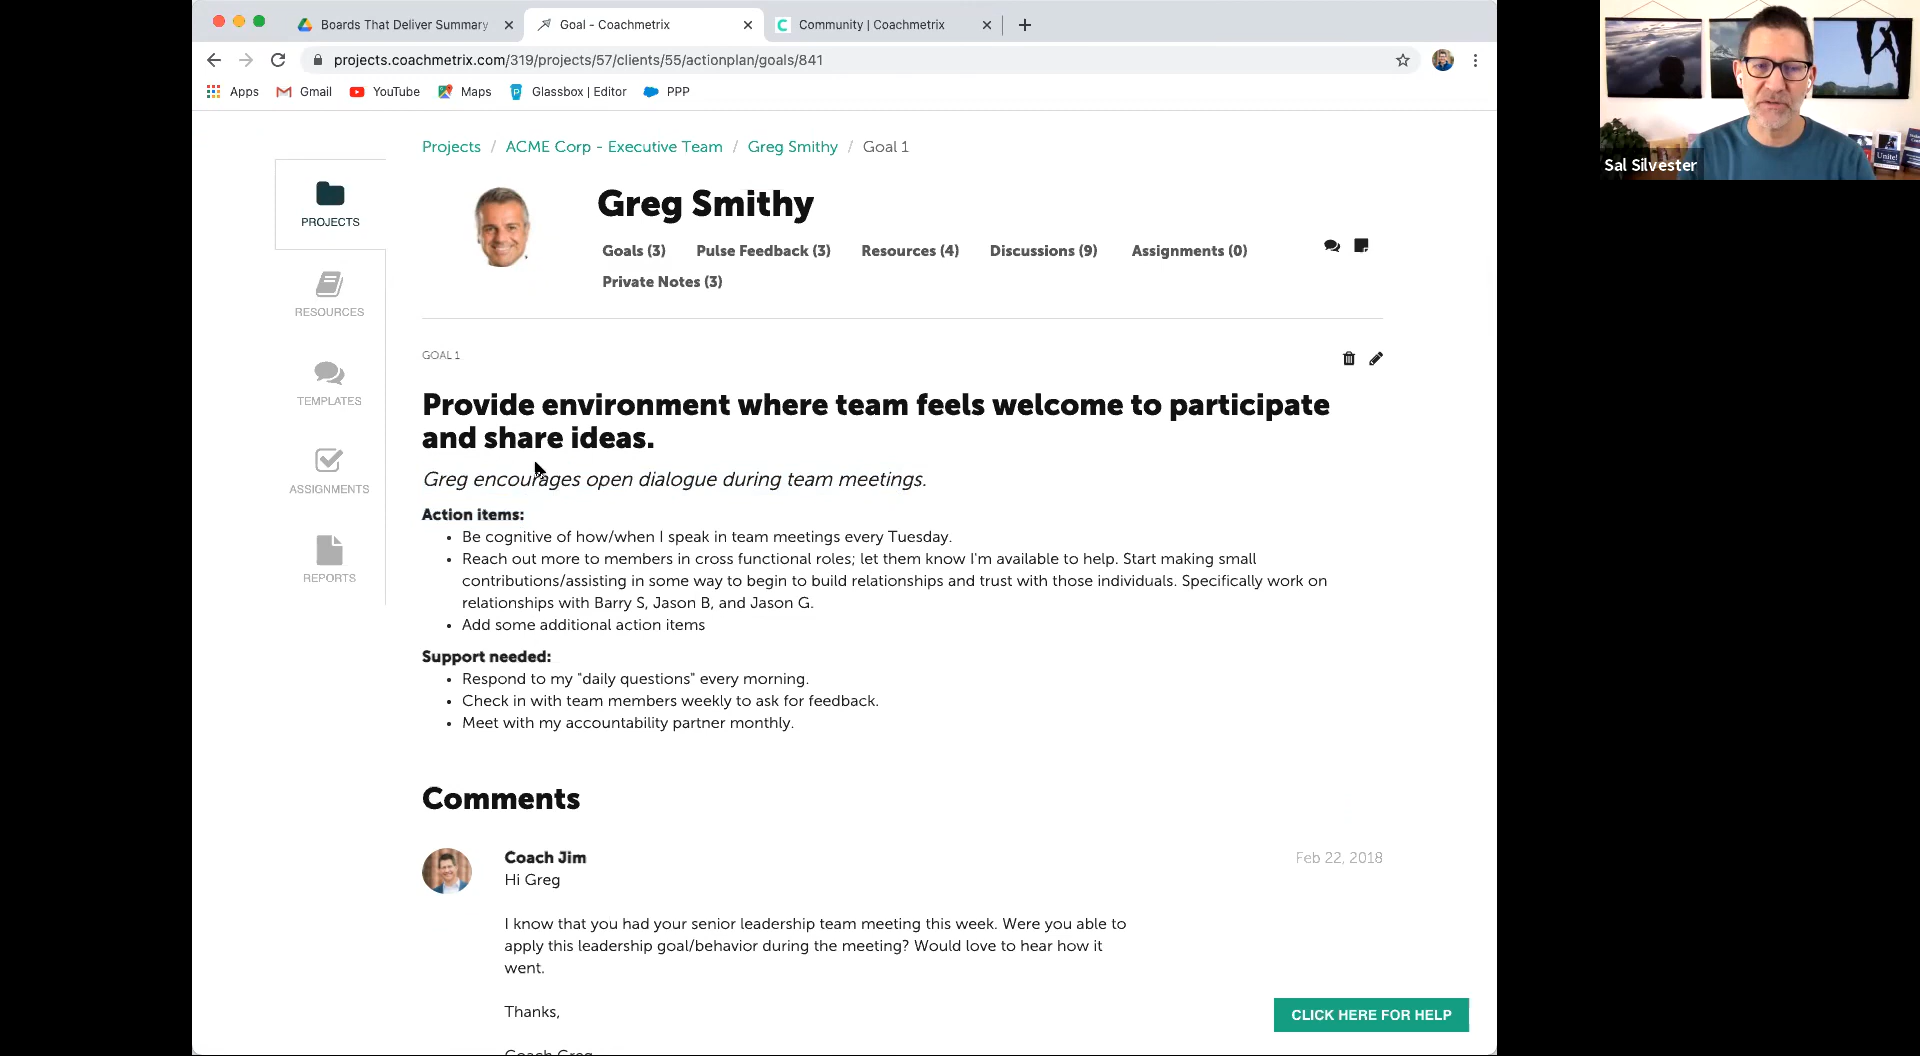 Boards That Deliver Summary
Goal - Coachmetrix
Community | Coachmetrix
projects.coachmetrix.com/319/projects/57/clients/55/actionplan/goals/841
Apps
Gmail
YouTube
Maps
Glassbox | Editor
PPP
Projects / ACME Corp - Executive Team / Greg Smithy / Goal 1
PROJECTS
RESOURCES
TEMPLATES
ASSIGNMENTS
REPORTS
Greg Smithy
Goals (3)
Pulse Feedback (3)
Resources (4)
Discussions (9)
Assignments (0)
Private Notes (3)
GOAL 1
Provide environment where team feels welcome to participate
and share ideas.
Greg encourages open dialogue during team meetings.
Action items:
• Be cognitive of how/when I speak in team meetings every Tuesday.
• Reach out more to members in cross functional roles; let them know I'm available to help. Start making small
contributions/assisting in some way to begin to build relationships and trust with those individuals. Specifically work on
relationships with Barry S, Jason B, and Jason G.
• Add some additional action items
Support needed:
• Respond to my "daily questions" every morning.
• Check in with team members weekly to ask for feedback.
• Meet with my accountability partner monthly.
Comments
Coach Jim
Feb 22, 2018
Hi Greg
I know that you had your senior leadership team meeting this week. Were you able to
apply this leadership goal/behavior during the meeting? Would love to hear how it
went.
Thanks,
Coach Greg
CLICK HERE FOR HELP
Sal Silvester
Unite!